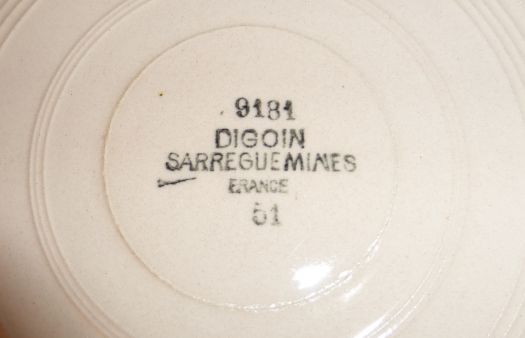 9181
DIGOIN
SARREGUEMINES
FRANCE
51